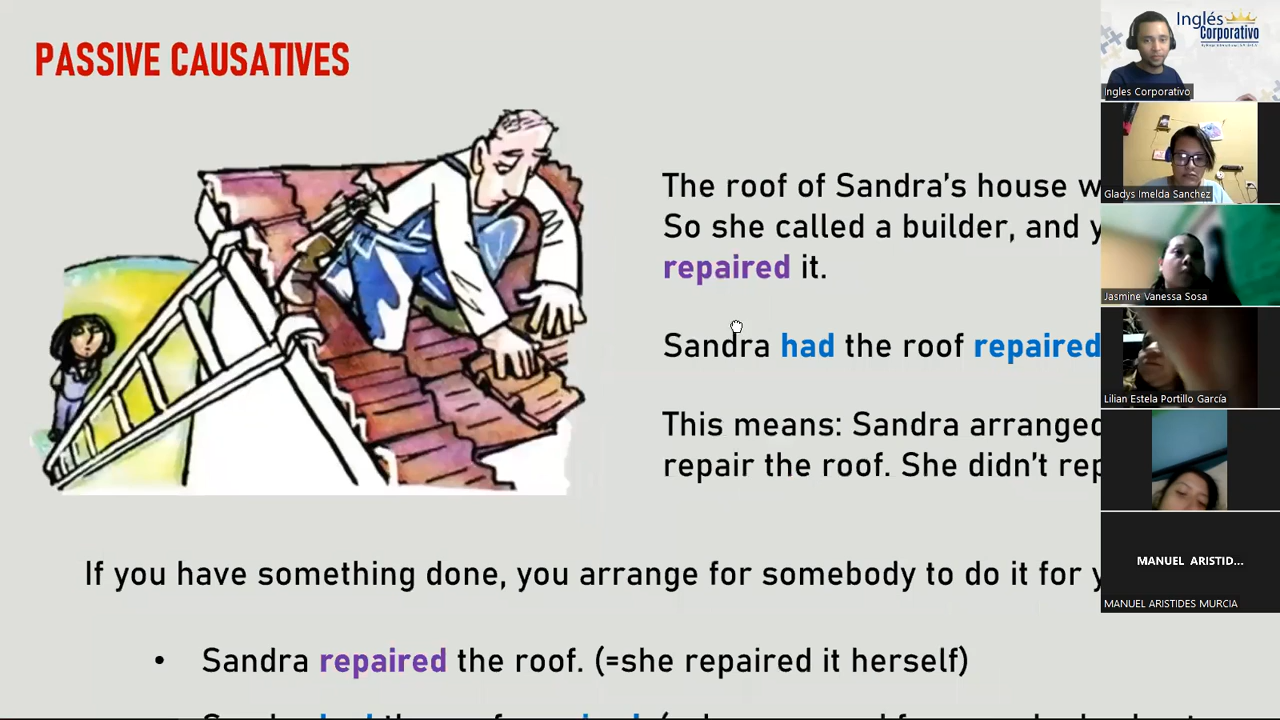 PASSIVE CAUSATIVES
The roof of Sandra's house
So she called a builder, and
repaired it.
Sandra had the roof repaired
This means: Sandra arranged
repair the roof. She didn't
If you have something done, you arrange for somebody to do it for
• Sandra repaired the roof. (=she repaired it herself)
Inglés
Corporativo
Ingles Corporativo
Gladys Imelda Sanchez
Jasmine Vanessa Sosa
Lilian Estela Portillo García
MANUEL ARISTID...
MANUEL ARISTIDES MURCIA